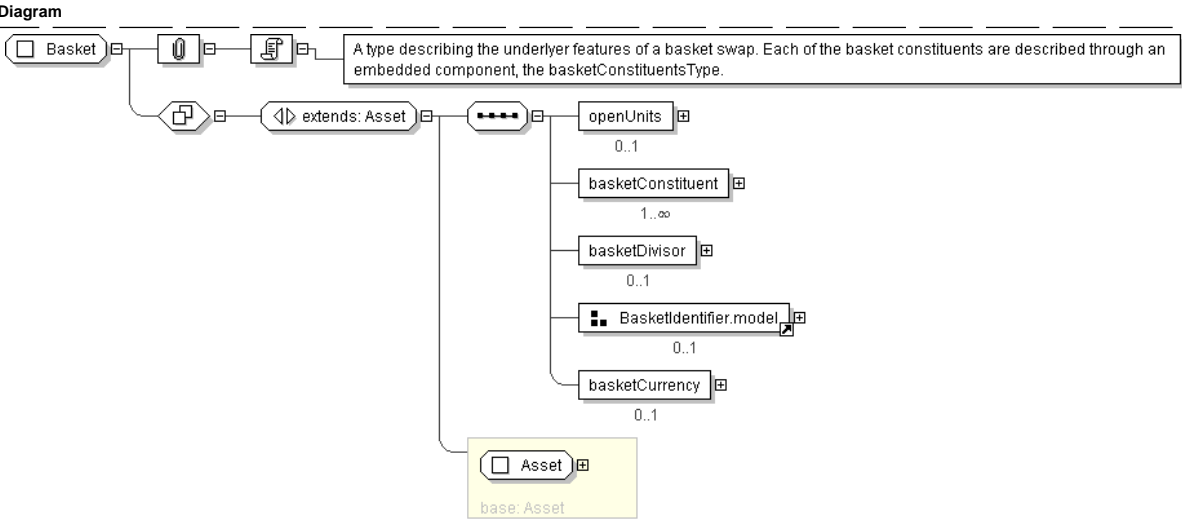 Diagram
Basket
A type describing the underlyer features of a basket swap. Each of the basket constituents are described through an
embedded component, the basketConstituentsType.
extends: Asset
openUnits
0..1
basketConstituent
1..∞
basketDivisor
0..1
BasketIdentifier.model
0..1
basketCurrency
0..1
Asset
base: Asset